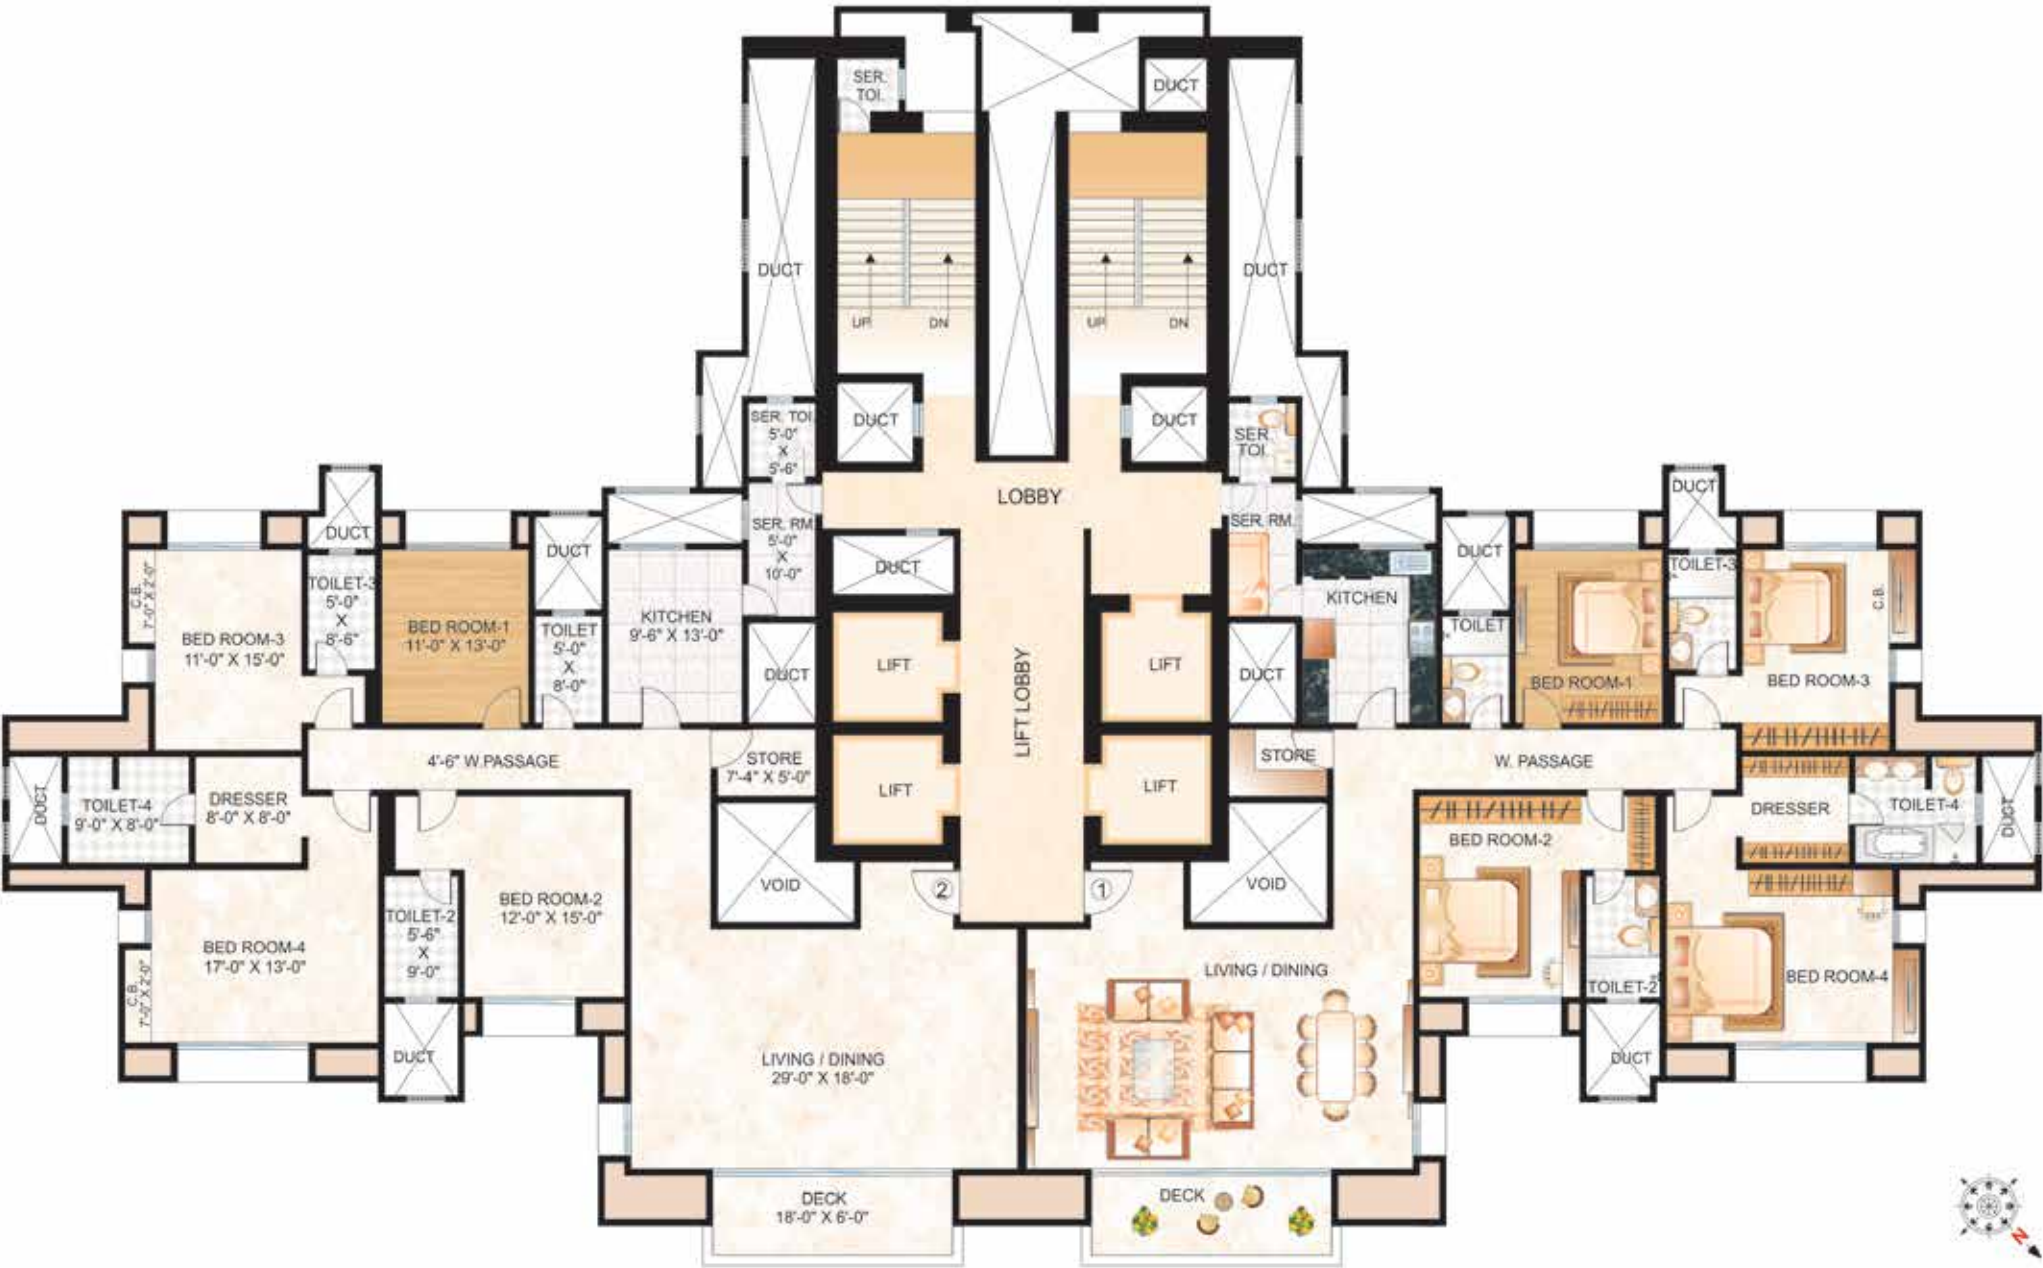 SER.
TOI.
DUCT
DUCT
UP
DN
UP
DN
DUCT
DUCT
DUCT
SER. TOI.
5'-0"
X
5'-6"
SER.
TOI.
LOBBY
DUCT
SER. RM.
5'-0"
X
10'-0"
DUCT
SER. RM.
DUCT
DUCT
DUCT
C.B.
7'-0" X 2'-0"
BED ROOM-3
11'-0" X 15'-0"
TOILET-3
5'-0"
X
8'-6"
BED ROOM-1
11'-0" X 13'-0"
TOILET
5'-0"
X
8'-0"
KITCHEN
9'-6" X 13'-0"
DUCT
LIFT
LIFT LOBBY
LIFT
DUCT
KITCHEN
TOILET
BED ROOM-1
TOILET-3
BED ROOM-3
C.B.
4'-6" W.PASSAGE
STORE
7'-4" X 5'-0"
LIFT
LIFT
STORE
W. PASSAGE
DUCT
TOILET-4
9'-0" X 8'-0"
DRESSER
8'-0" X 8'-0"
DRESSER
TOILET-4
DUCT
BED ROOM-2
VOID
2
1
VOID
BED ROOM-2
12'-0" X 15'-0"
TOILET-2
5'-6"
X
9'-0"
BED ROOM-4
17'-0" X 13'-0"
C.B.
7'-0" X 2'-0"
DUCT
LIVING / DINING
TOILET-2
BED ROOM-4
DUCT
LIVING / DINING
29'-0" X 18'-0"
DECK
18'-0" X 6'-0"
DECK
N